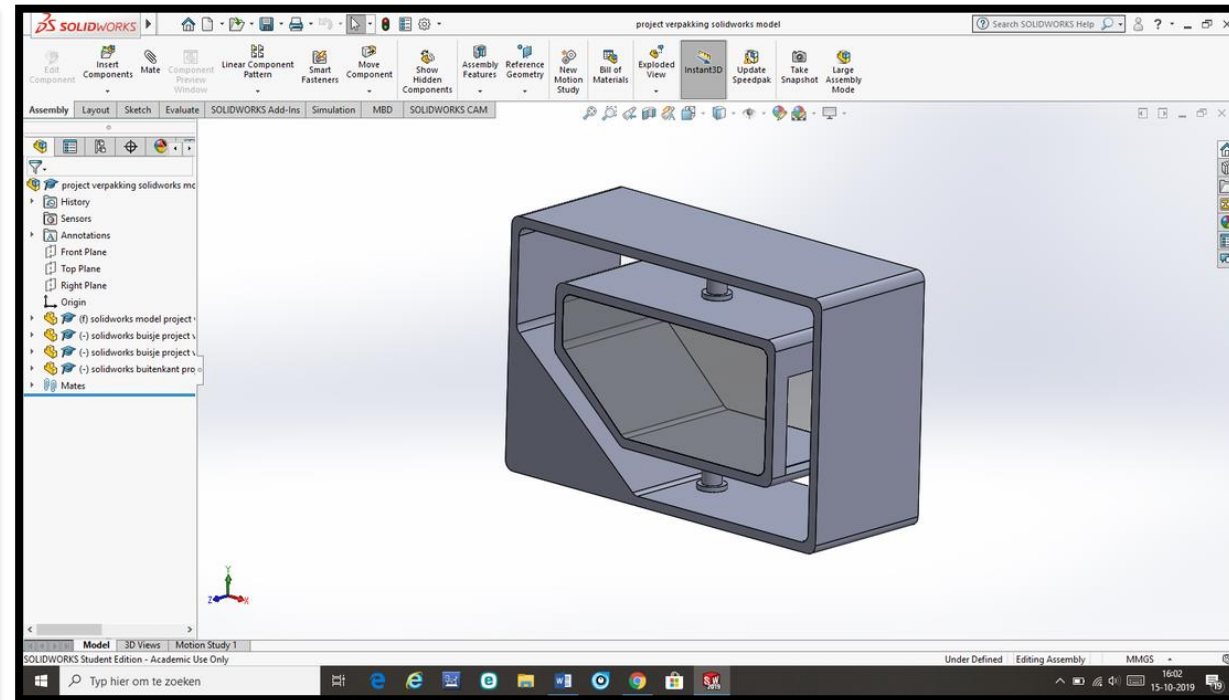 SOLIDWORKS
project verpakking solidworks model
Search SOLIDWORKS Help
Edit Component
Insert Components
Mate
Component Preview Window
Linear Component Pattern
Smart Fasteners
Move Component
Show Hidden Components
Assembly Features
Reference Geometry
New Motion Study
Bill of Materials
Exploded View
Instant3D
Update Speedpak
Take Snapshot
Large Assembly Mode
Assembly Layout Sketch Evaluate SOLIDWORKS Add-Ins Simulation MBD SOLIDWORKS CAM
project verpakking solidworks mo
History
Sensors
Annotations
Front Plane
Top Plane
Right Plane
Origin
(f) solidworks model project
(-) solidworks buisje project v
(-) solidworks buisje project v
(-) solidworks buitenkant pro
Mates
Y
Z X
Model 3D Views Motion Study 1
SOLIDWORKS Student Edition - Academic Use Only
Under Defined Editing Assembly MMGS
Typ hier om te zoeken
16:02
15-10-2019